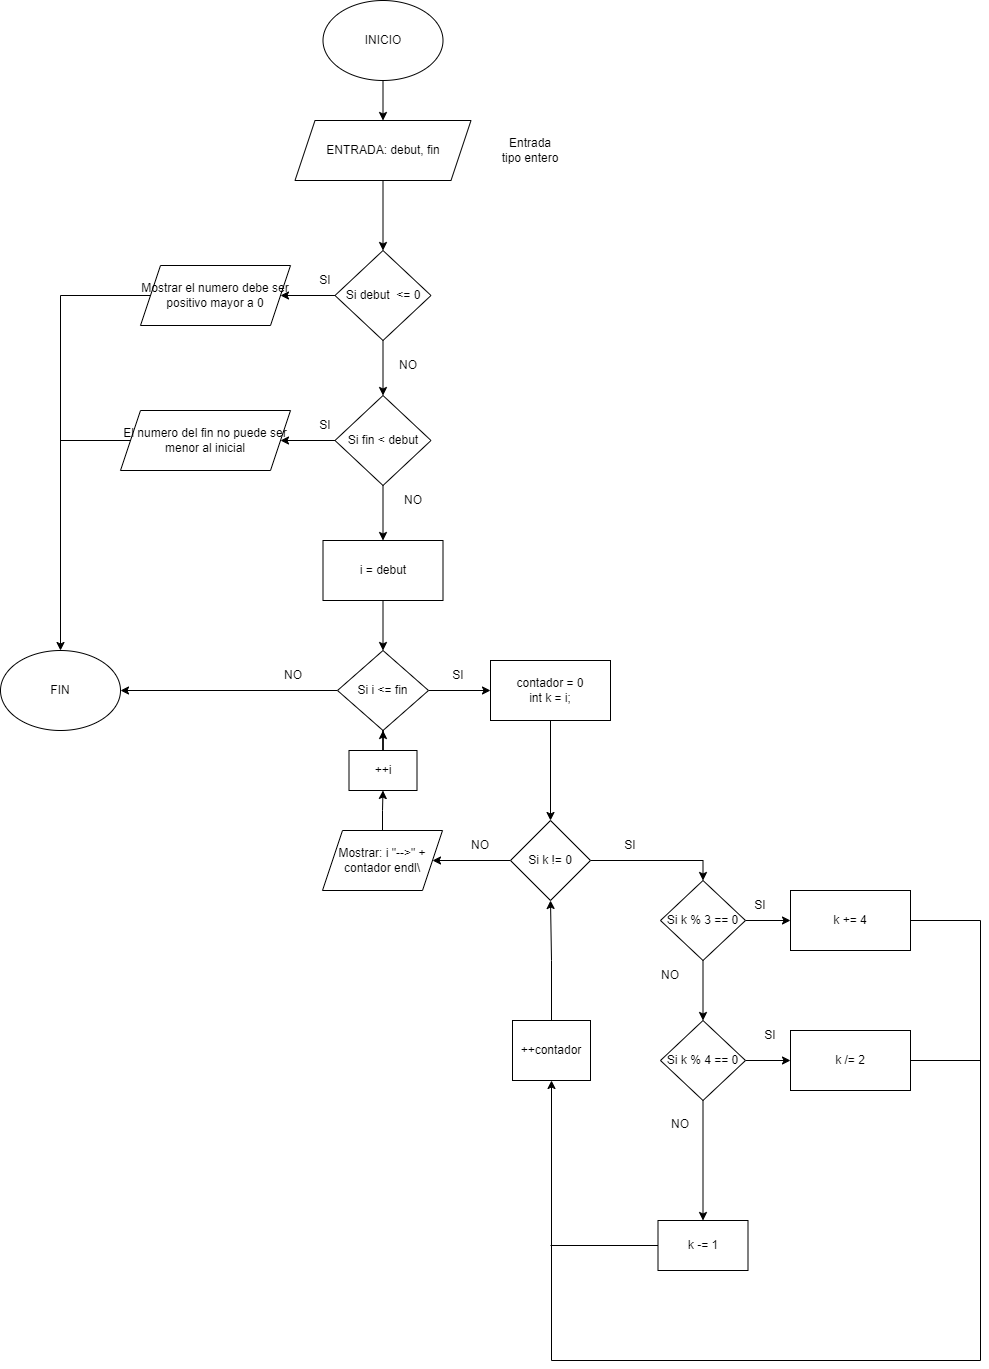 INICIO
ENTRADA: debut, fin
Entrada
tipo entero
Si debut <= 0
SI
Mostrar el numero debe ser
positivo mayor a 0
NO
Si fin < debut
SI
El numero del fin no puede ser
menor al inicial
NO
i = debut
Si i <= fin
NO
FIN
SI
contador = 0
int k = i;
++i
Mostrar: i "-->" +
contador endl\
NO
Si k != 0
SI
Si k % 3 == 0
SI
k += 4
NO
Si k % 4 == 0
SI
k /= 2
++contador
NO
k -= 1